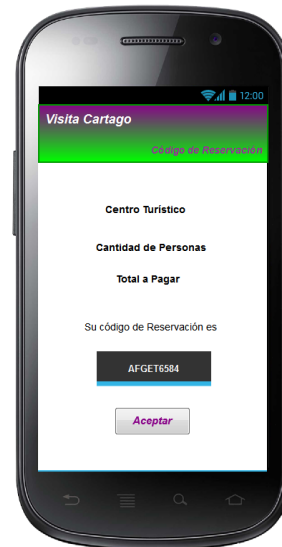 12:00
Visita Cartago
Código de Reservación
Centro Turístico
Cantidad de Personas
Total a Pagar
Su código de Reservación es
AFGET6584
Aceptar